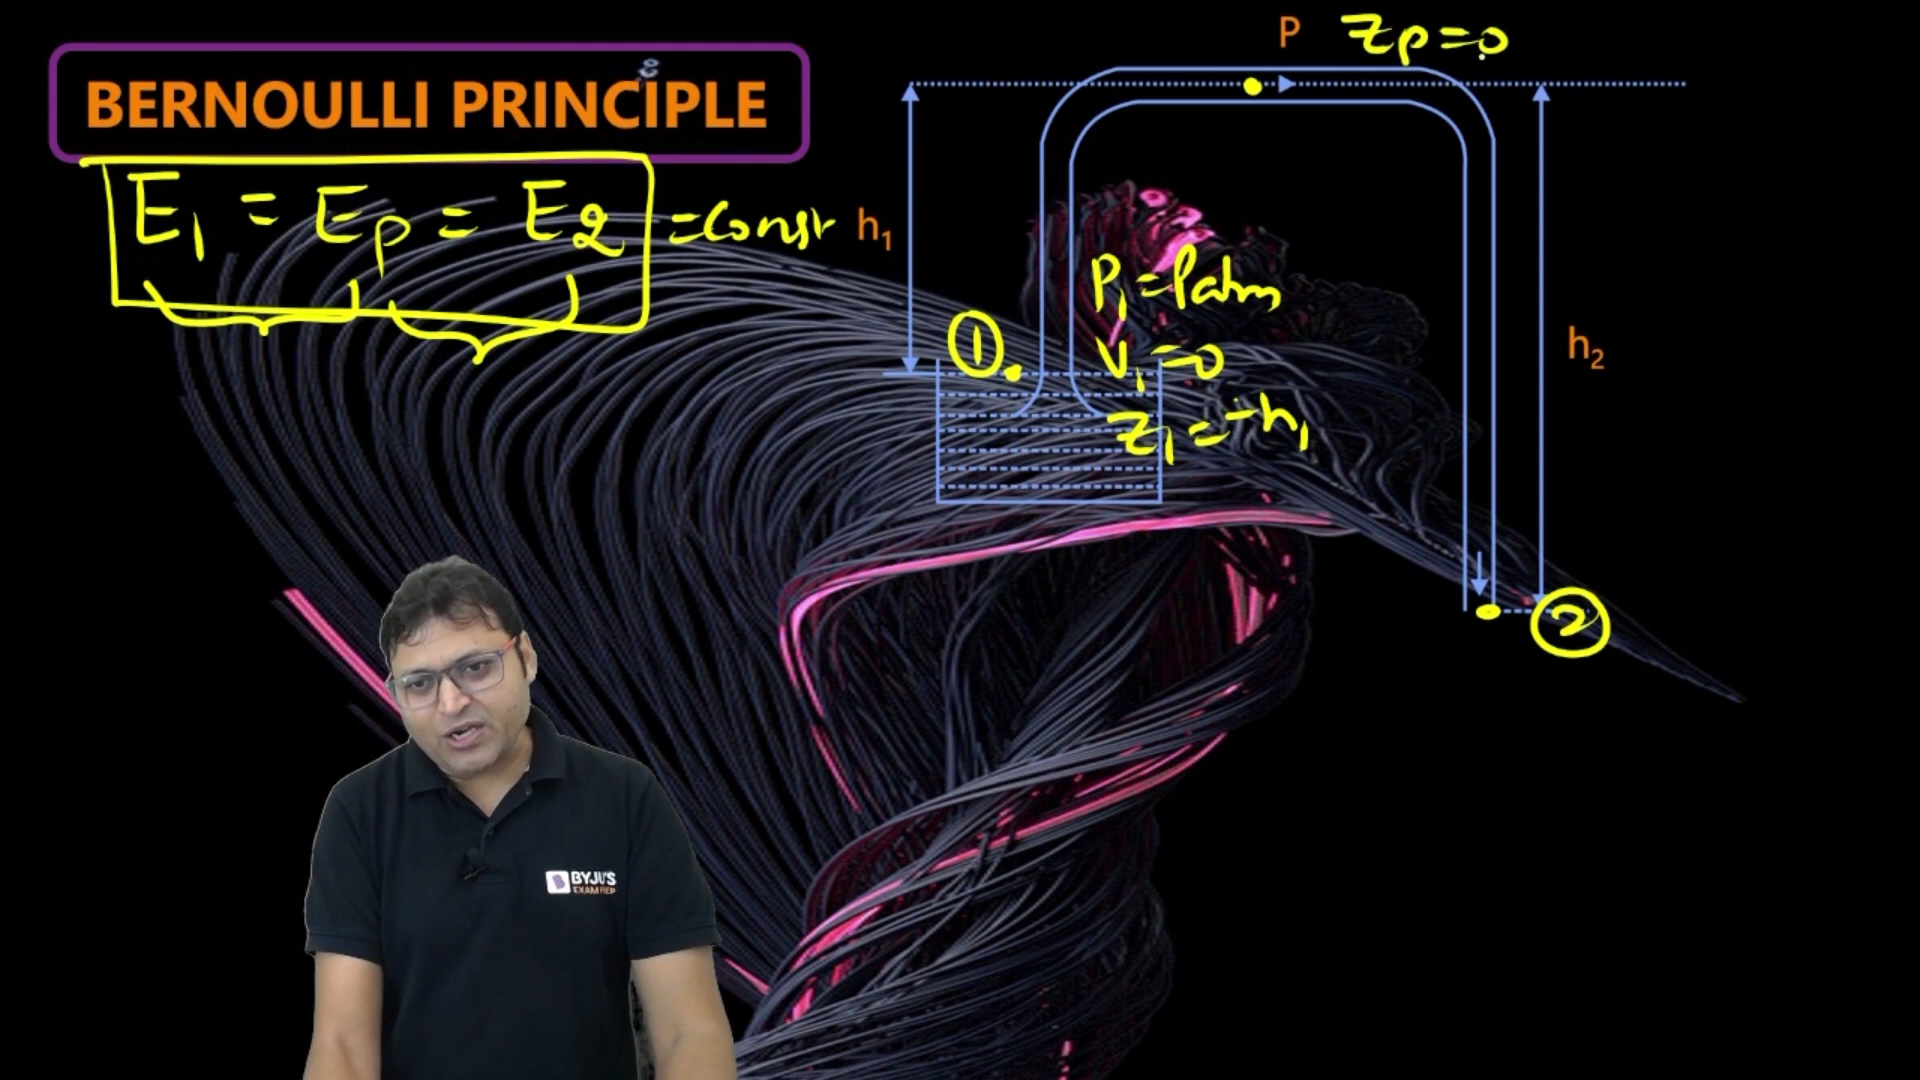 BERNOULLI PRINCIPLE
E1 = Ep = E2 = Const
P Zp=0
h1
1
P1 = Patm
V1 = 0
Z1 = -h1
h2
2
BYJU'S
EXAM PREP